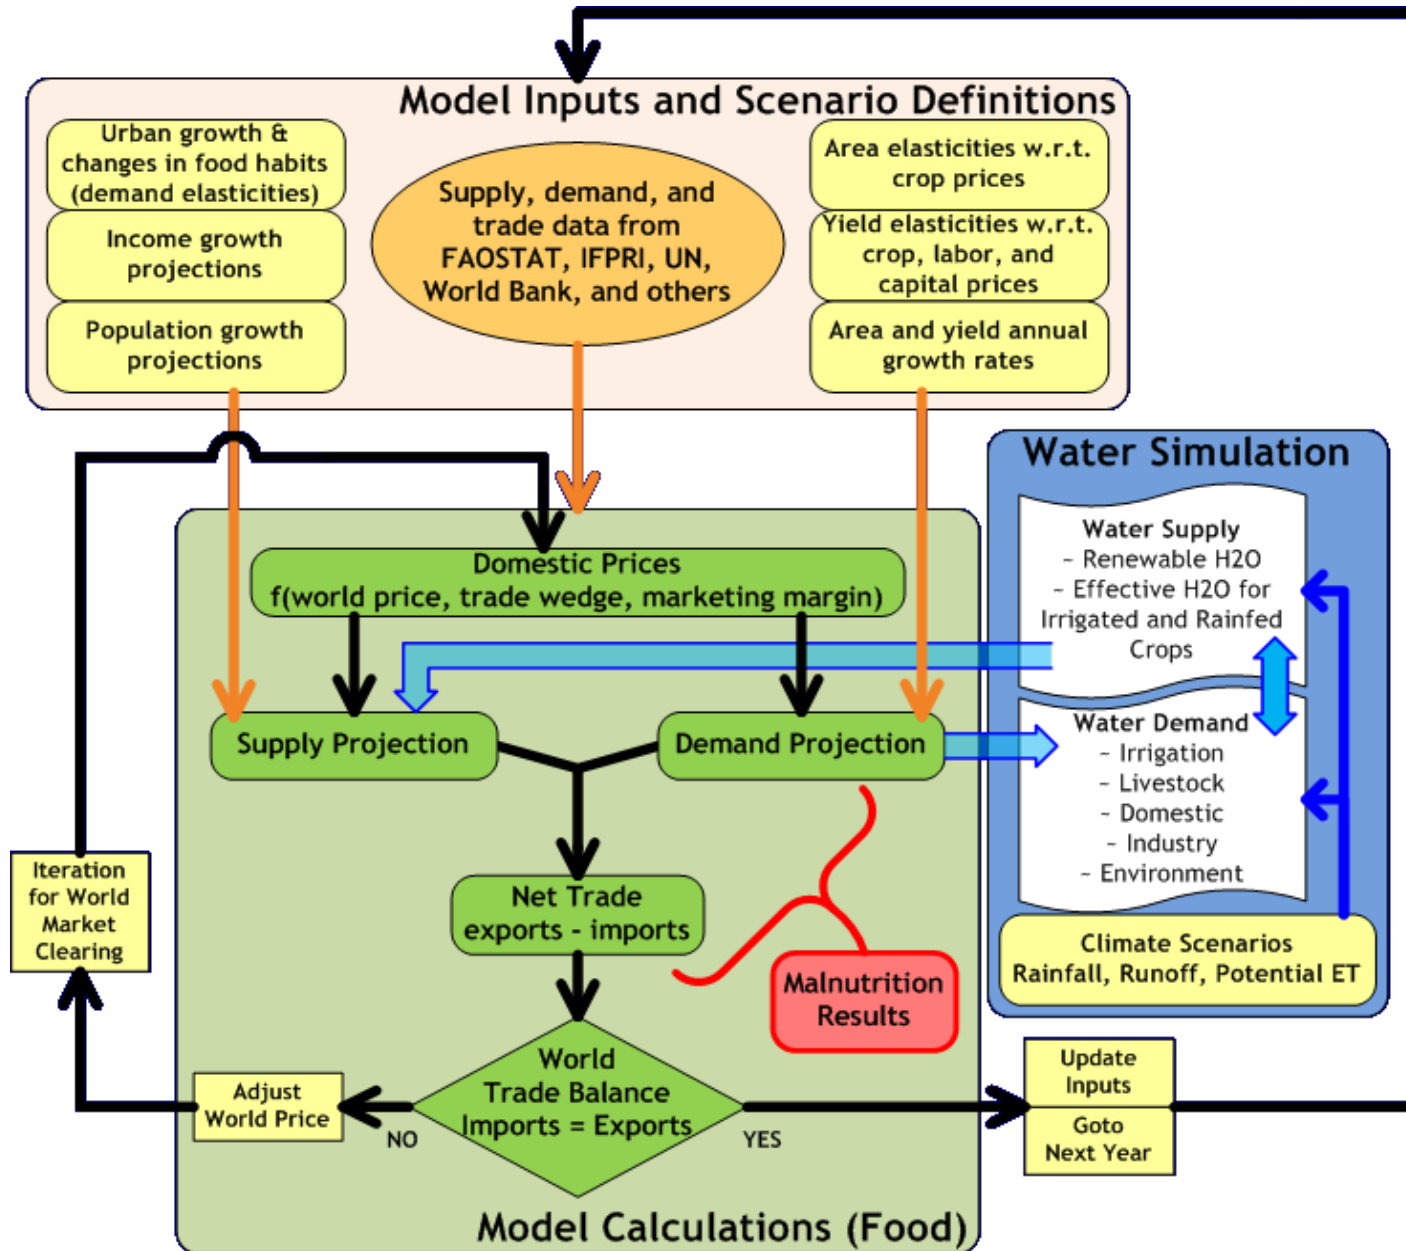 Model Inputs and Scenario Definitions
Urban growth &
changes in food habits
(demand elasticities)
Income growth
projections
Population growth
projections
Supply, demand, and
trade data from
FAOSTAT, IFPRI, UN,
World Bank, and others
Area elasticities w.r.t.
crop prices
Yield elasticities w.r.t.
crop, labor, and
capital prices
Area and yield annual
growth rates
Water Simulation
Water Supply
~ Renewable H2O
~ Effective H2O for
Irrigated and Rainfed
Crops
Water Demand
~ Irrigation
~ Livestock
~ Domestic
~ Industry
~ Environment
Climate Scenarios
Rainfall, Runoff, Potential ET
Domestic Prices
f(world price, trade wedge, marketing margin)
Supply Projection
Demand Projection
Net Trade
exports - imports
Malnutrition
Results
World
Trade Balance
Imports = Exports
NO
YES
Adjust
World Price
Iteration
for World
Market
Clearing
Update
Inputs
Goto
Next Year
Model Calculations (Food)